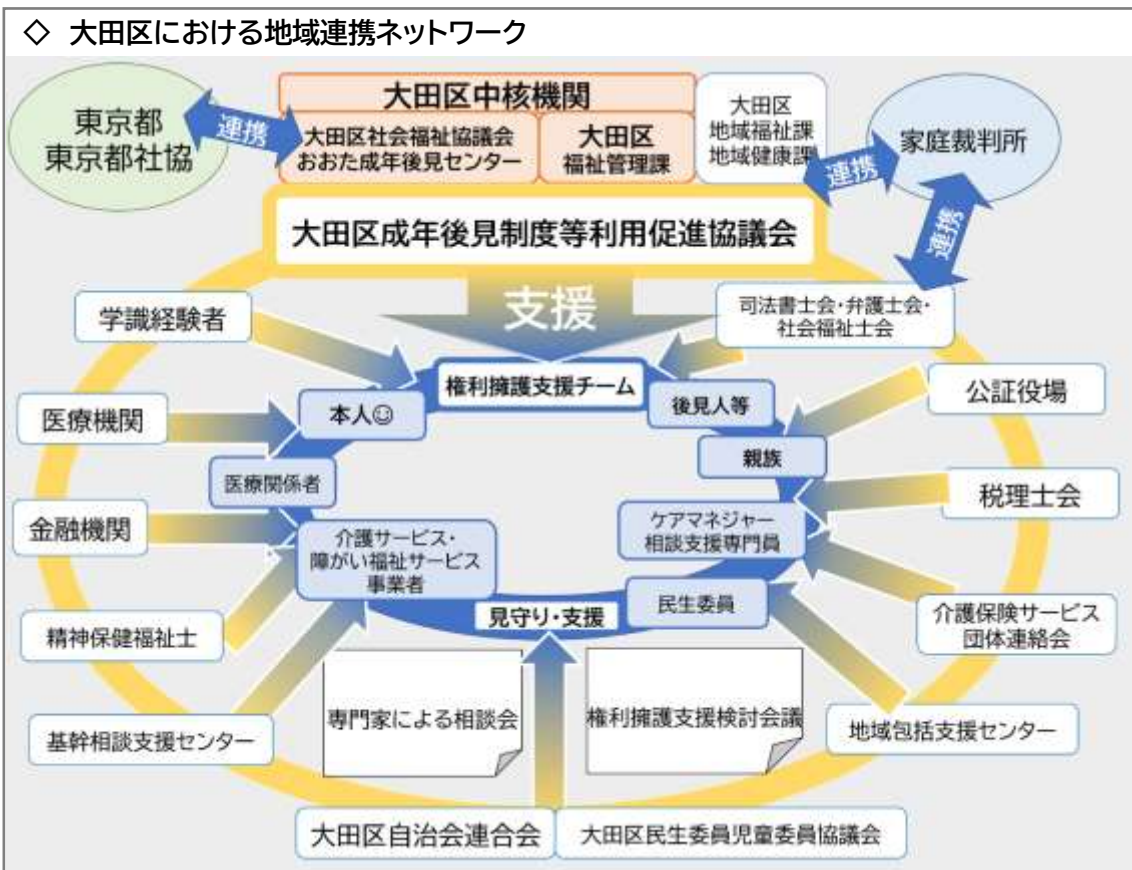 ◇ 大田区における地域連携ネットワーク
東京都
東京都社協
連携
大田区中核機関
大田区社会福祉協議会
おおた成年後見センター
大田区
福祉管理課
大田区
地域福祉課
地域健康課
連携
家庭裁判所
連携
大田区成年後見制度等利用促進協議会
支援
学識経験者
司法書士会・弁護士会・
社会福祉士会
権利擁護支援チーム
本人☺
後見人等
公証役場
医療機関
親族
医療関係者
税理士会
金融機関
ケアマネジャー
相談支援専門員
介護サービス・
障がい福祉サービス
事業者
民生委員
見守り・支援
精神保健福祉士
介護保険サービス
団体連絡会
専門家による相談会
権利擁護支援検討会議
基幹相談支援センター
地域包括支援センター
大田区自治会連合会
大田区民生委員児童委員協議会